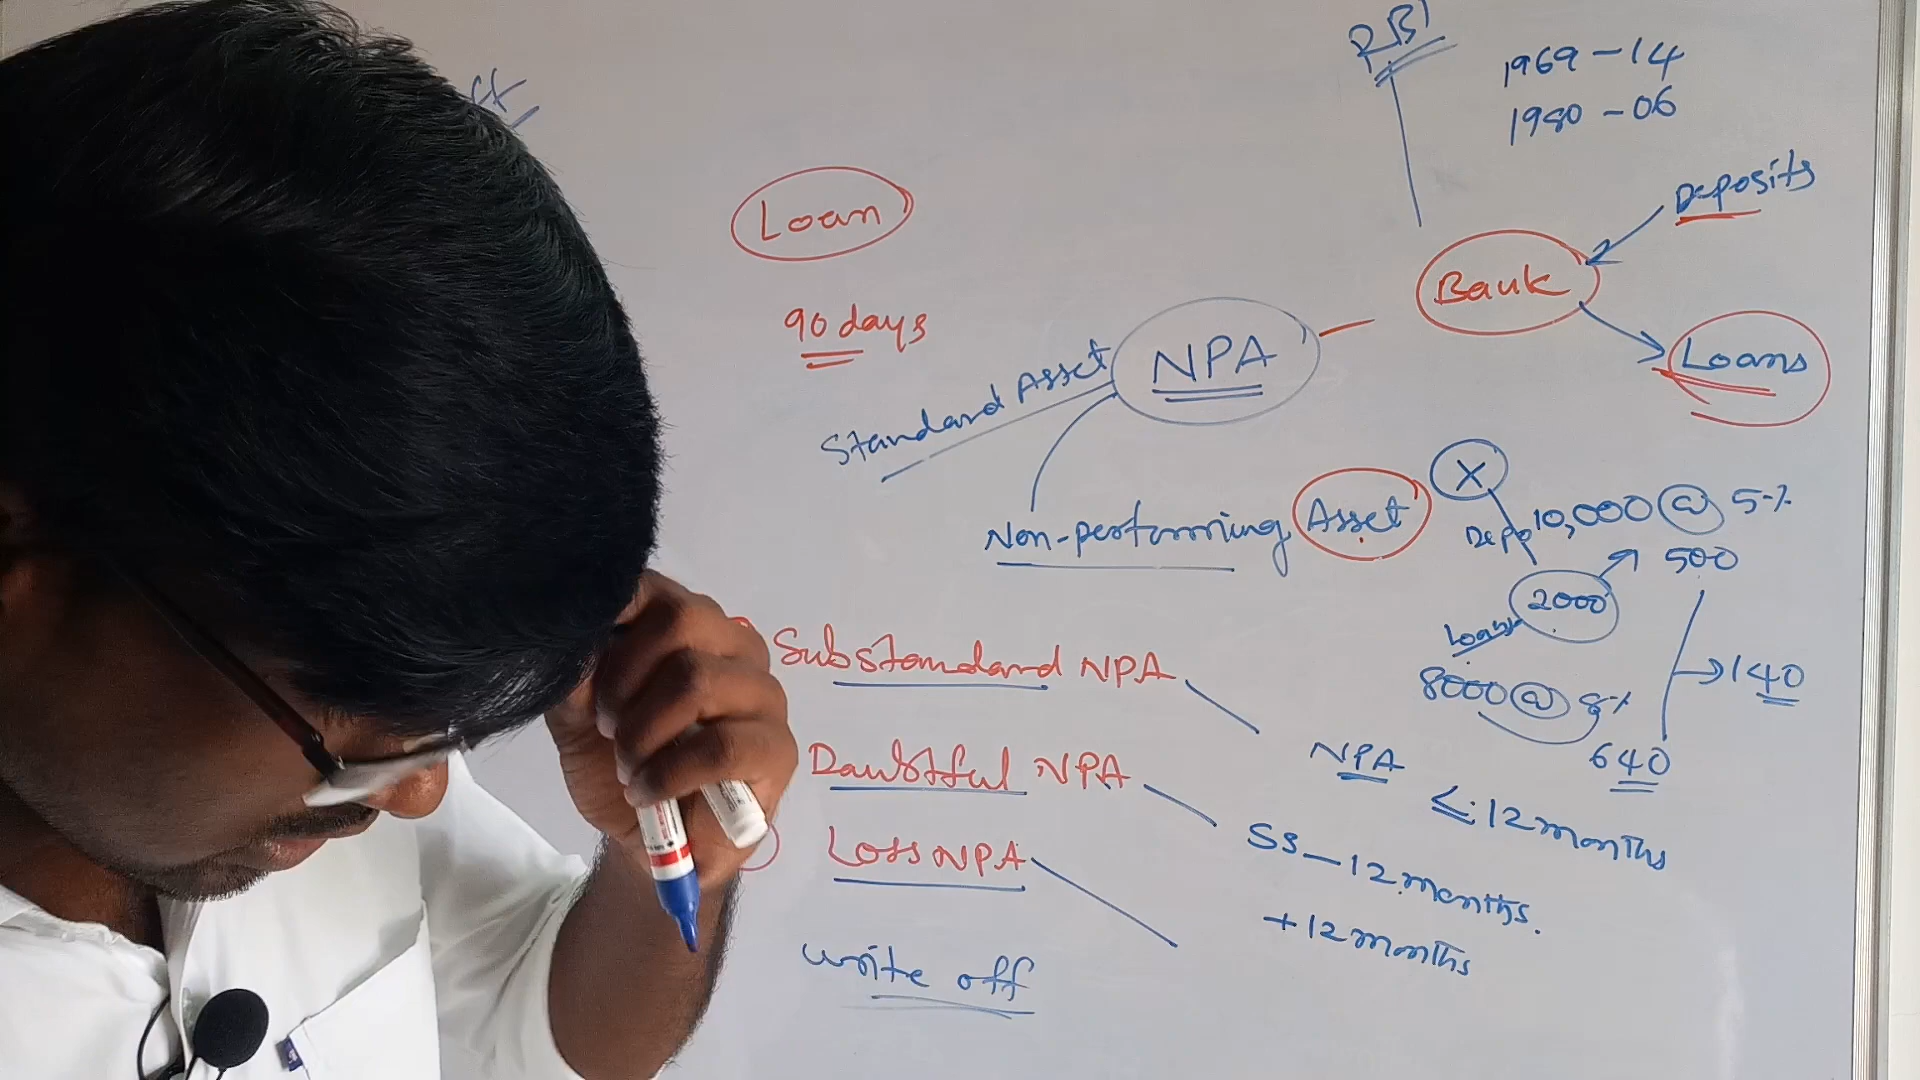 RBI
1969 - 14
1980 - 06
Deposits
Loan
Bank
90 days
NPA
Loans
Standard Asset
Non-performing Asset
X
Depo 10,000 @ 5%
500
2000
Loans
8000 @ 8%
140
640
Substandard NPA
NPA
≤ 12 months
Doubtful NPA
SS - 12 months.
+ 12 months
Loss NPA
write off